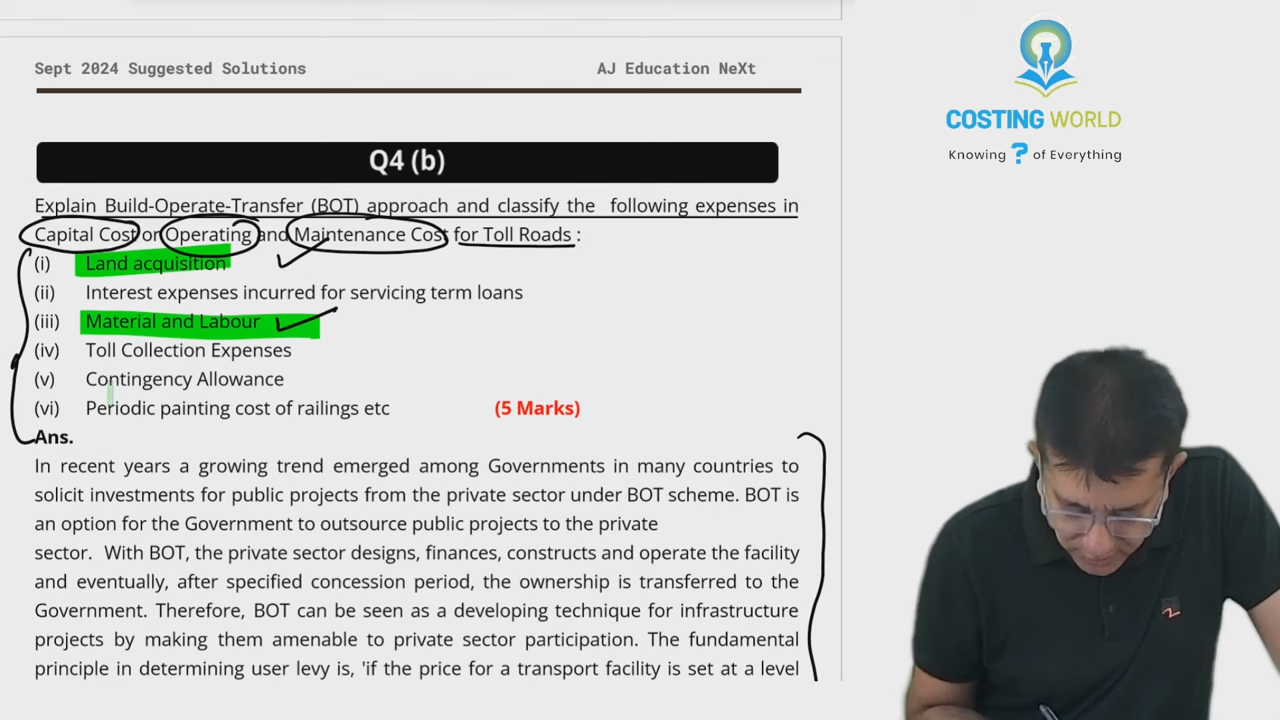 Sept 2024 Suggested Solutions AJ Education NeXt
COSTING WORLD
Knowing ? of Everything
Q4 (b)
Explain Build-Operate-Transfer (BOT) approach and classify the following expenses in
Capital Cost or Operating and Maintenance Cost for Toll Roads :
(i) Land acquisition
(ii) Interest expenses incurred for servicing term loans
(iii) Material and Labour
(iv) Toll Collection Expenses
(v) Contingency Allowance
(vi) Periodic painting cost of railings etc (5 Marks)
Ans.
In recent years a growing trend emerged among Governments in many countries to
solicit investments for public projects from the private sector under BOT scheme. BOT is
an option for the Government to outsource public projects to the private
sector. With BOT, the private sector designs, finances, constructs and operate the facility
and eventually, after specified concession period, the ownership is transferred to the
Government. Therefore, BOT can be seen as a developing technique for infrastructure
projects by making them amenable to private sector participation. The fundamental
principle in determining user levy is, 'if the price for a transport facility is set at a level